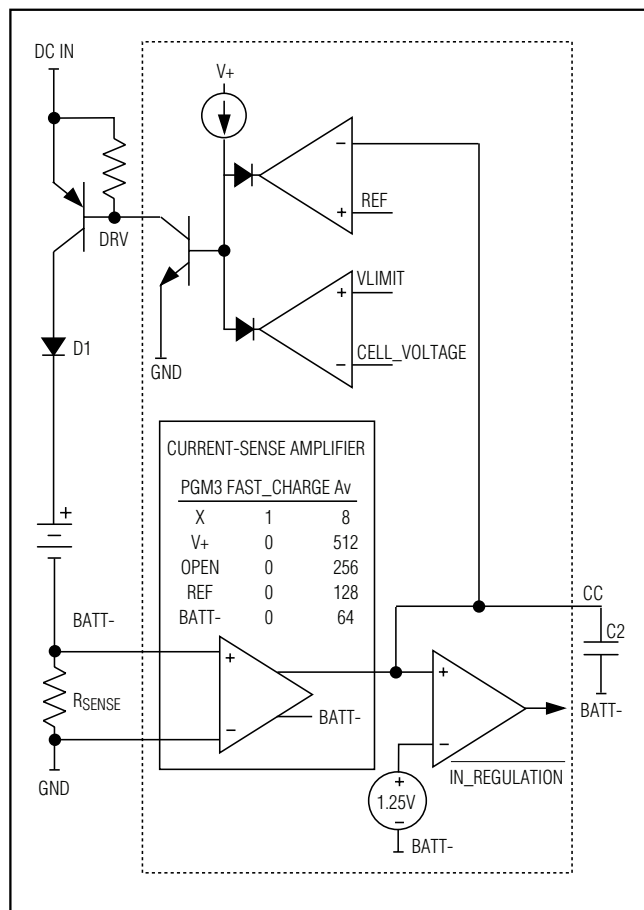 DC IN
V+
−
REF
+
DRV
VLIMIT
+
D1
CELL_VOLTAGE
−
GND
CURRENT-SENSE AMPLIFIER
PGM3 FAST_CHARGE Av
X 1 8
V+ 0 512
OPEN 0 256
REF 0 128
BATT- 0 64
+
−
BATT-
CC
C2
+
+
RSENSE
BATT-
BATT-
−
−
IN_REGULATION
GND
+
1.25V
−
BATT-